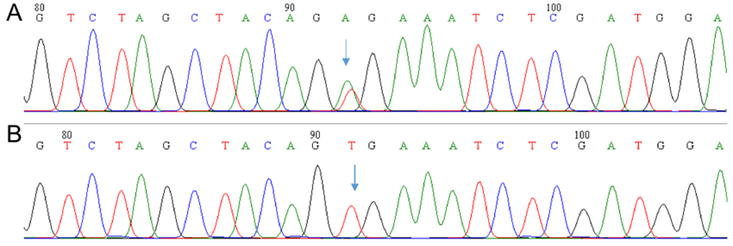 A
80 90 100
G T C T A G C T A C A G A G A A A T C T C G A T G G A
B
80 90 100
G T C T A G C T A C A G T G A A A T C T C G A T G G A